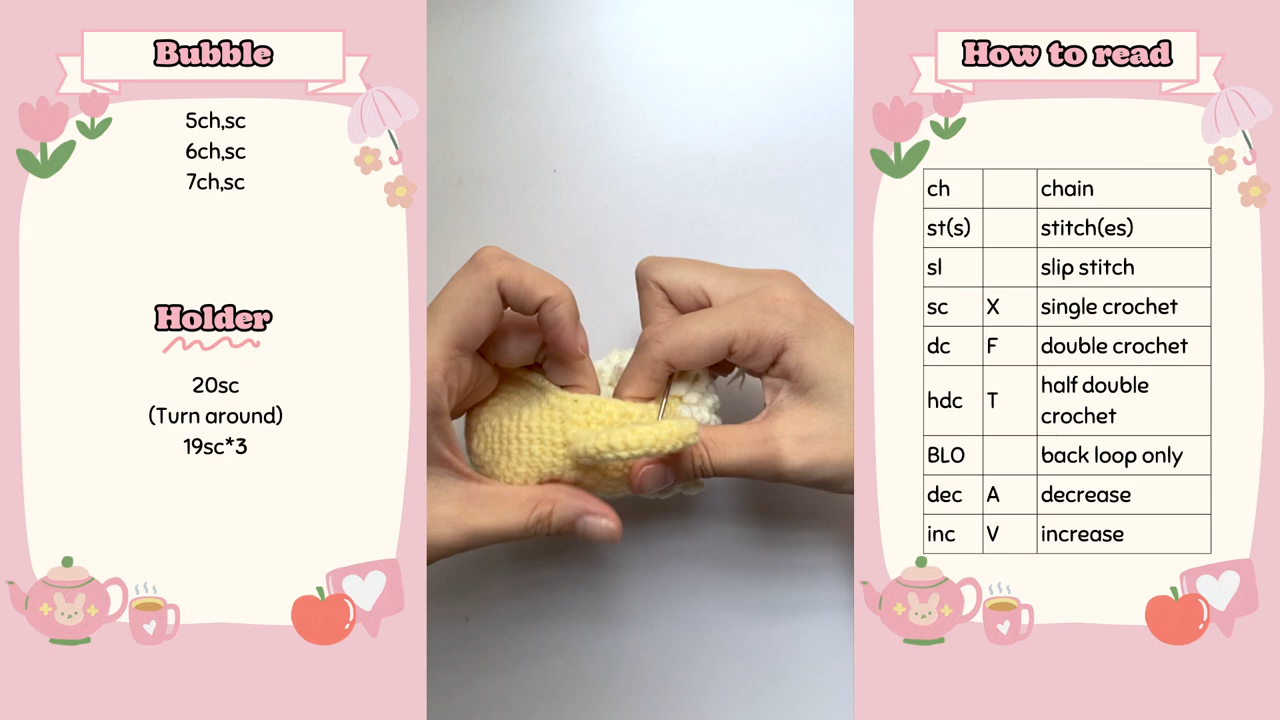 Bubble
5ch,sc
6ch,sc
7ch,sc
Holder
20sc
(Turn around)
19sc*3
How to read
ch chain
st(s) stitch(es)
sl slip stitch
sc X single crochet
dc F double crochet
hdc T half double
crochet
BLO back loop only
dec A decrease
inc V increase